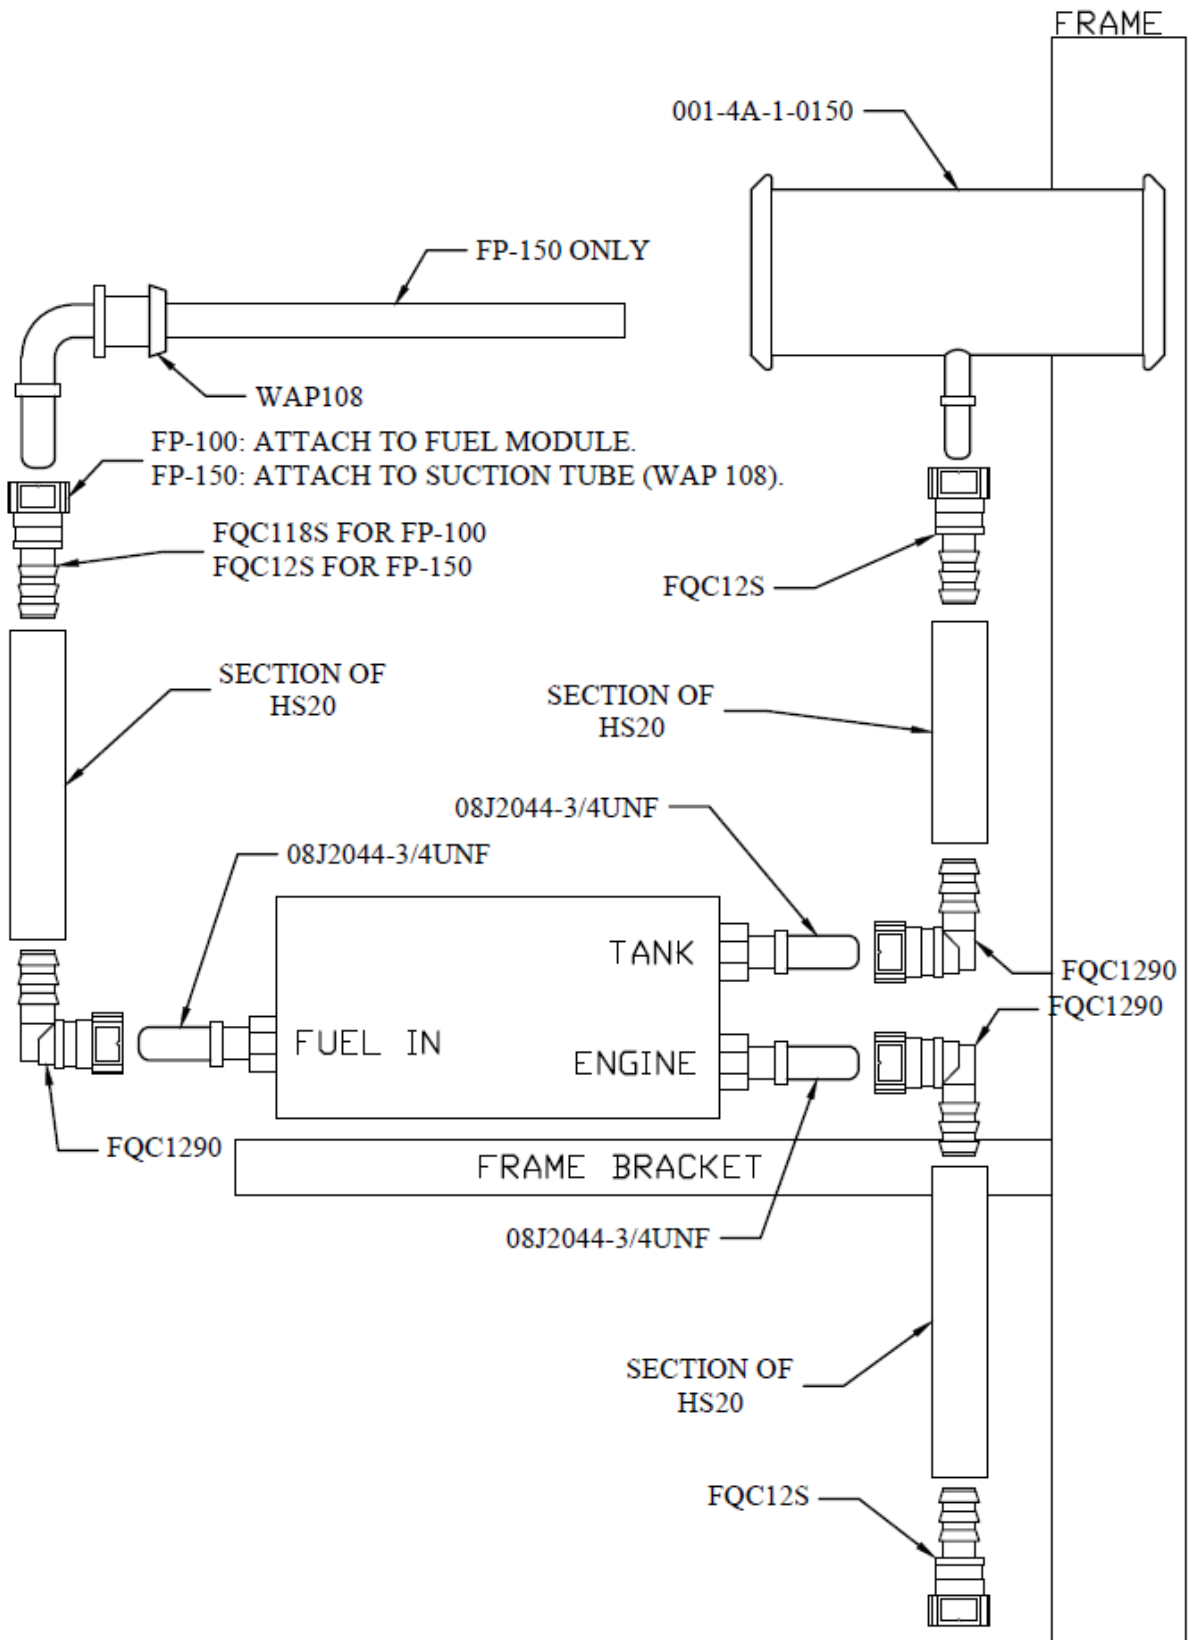 FRAME
001-4A-1-0150
FP-150 ONLY
WAP108
FP-100: ATTACH TO FUEL MODULE.
FP-150: ATTACH TO SUCTION TUBE (WAP 108).
FQC118S FOR FP-100
FQC12S FOR FP-150
FQC12S
SECTION OF
HS20
SECTION OF
HS20
08J2044-3/4UNF
08J2044-3/4UNF
TANK
FQC1290
FQC1290
FUEL IN
ENGINE
FQC1290
FRAME BRACKET
08J2044-3/4UNF
SECTION OF
HS20
FQC12S